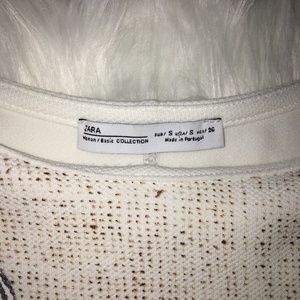 ZARA
Woman / Basic COLLECTION
EUR/ S USA/ S MEX/ 26
Made in Portugal